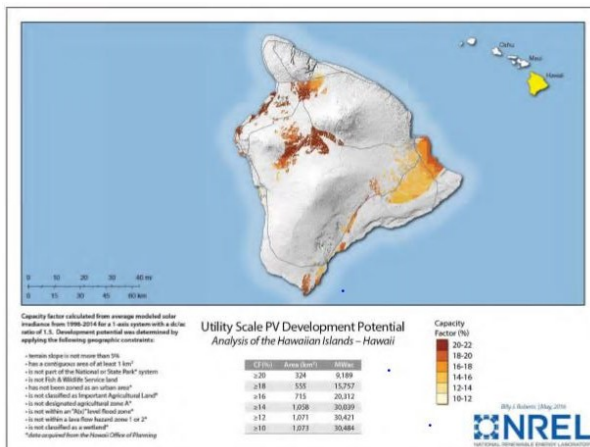 Oahu
Maui
Hawaii
0 10 20 30 40 mi
0 15 30 45 60 km
Capacity factor calculated from average modeled solar
irradiance from 1998-2014 for a 1-axis system with a dc/ac
ratio of 1.5. Development potential was determined by
applying the following geographic constraints:
- terrain slope is not more than 5%
- has a contiguous area of at least 1 km²
- is not part of the National or State Park* system
- is not Fish & Wildlife Service land
- has not been zoned as an urban area*
- is not classified as Important Agricultural Land*
- is not designated agricultural zone A*
- is not within an "A[x]" level flood zone*
- is not within a lava flow hazard zone 1 or 2*
- is not classified as a wetland*
*data acquired from the Hawaii Office of Planning
Utility Scale PV Development Potential
Analysis of the Hawaiian Islands – Hawaii
CF(%) Area (km²) MWac
≥20 324 9,189
≥18 555 15,757
≥16 715 20,312
≥14 1,058 30,039
≥12 1,071 30,421
≥10 1,073 30,484
Capacity
Factor (%)
20-22
18-20
16-18
14-16
12-14
10-12
Billy J. Roberts | May, 2016
NREL
NATIONAL RENEWABLE ENERGY LABORATORY